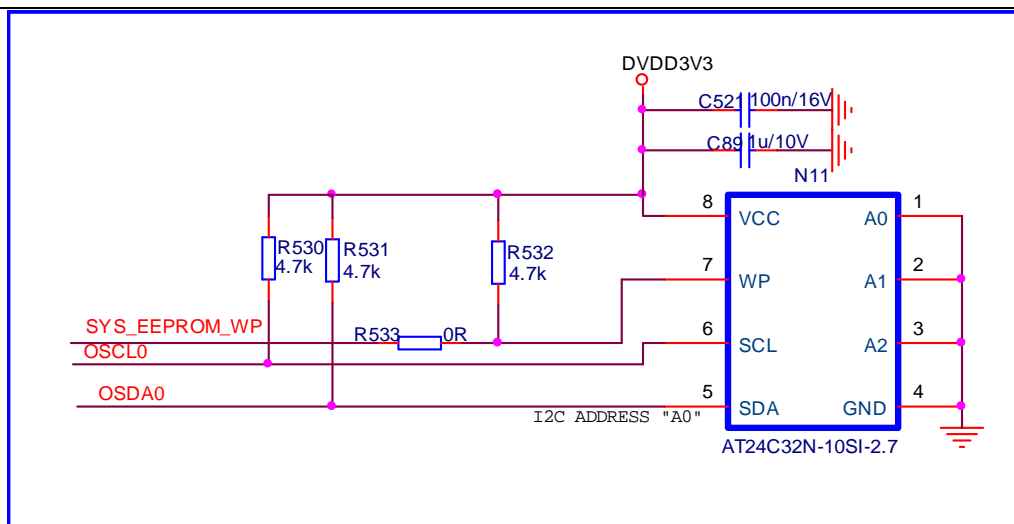 DVDD3V3
C521 100n/16V
C89 1u/10V
N11
8 VCC A0 1
R530 4.7k
R531 4.7k
R532 4.7k
7 WP A1 2
SYS_EEPROM_WP
R533 0R
6 SCL A2 3
OSCL0
OSDA0
5 SDA GND 4
I2C ADDRESS "A0"
AT24C32N-10SI-2.7